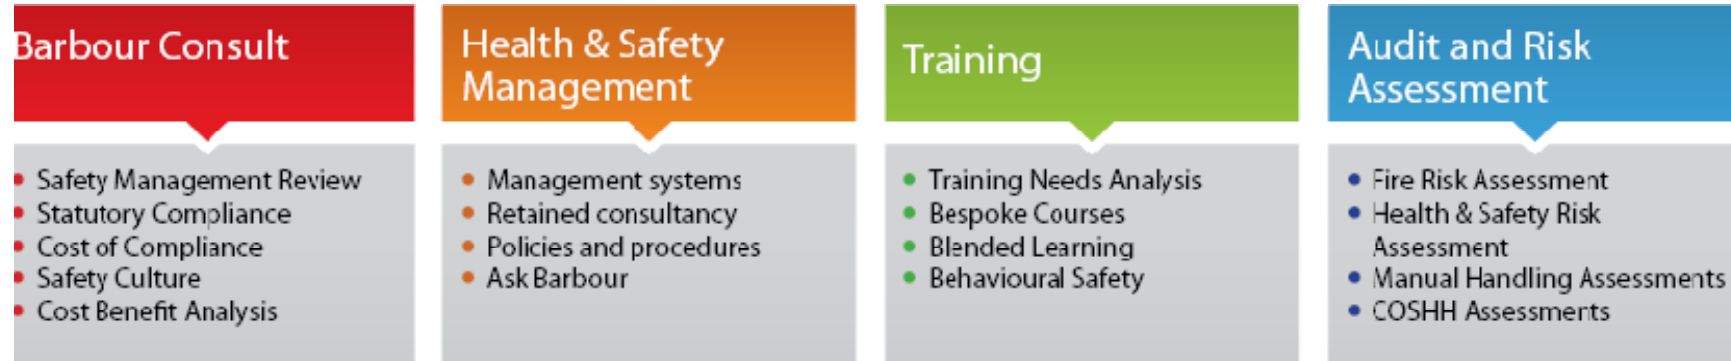 Barbour Consult
Safety Management Review
Statutory Compliance
Cost of Compliance
Safety Culture
Cost Benefit Analysis
Health & Safety
Management
Management systems
Retained consultancy
Policies and procedures
Ask Barbour
Training
Training Needs Analysis
Bespoke Courses
Blended Learning
Behavioural Safety
Audit and Risk
Assessment
Fire Risk Assessment
Health & Safety Risk
Assessment
Manual Handling Assessments
COSHH Assessments